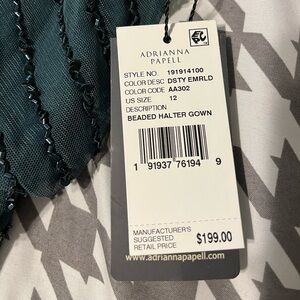 ADRIANNA
PAPELL
STYLE NO. 191914100
COLOR DESC DSTY EMRLD
COLOR CODE AA302
US SIZE 12
DESCRIPTION
BEADED HALTER GOWN
1 91937 76194 9
MANUFACTURER'S
SUGGESTED
RETAIL PRICE $199.00
www.adriannapapell.com